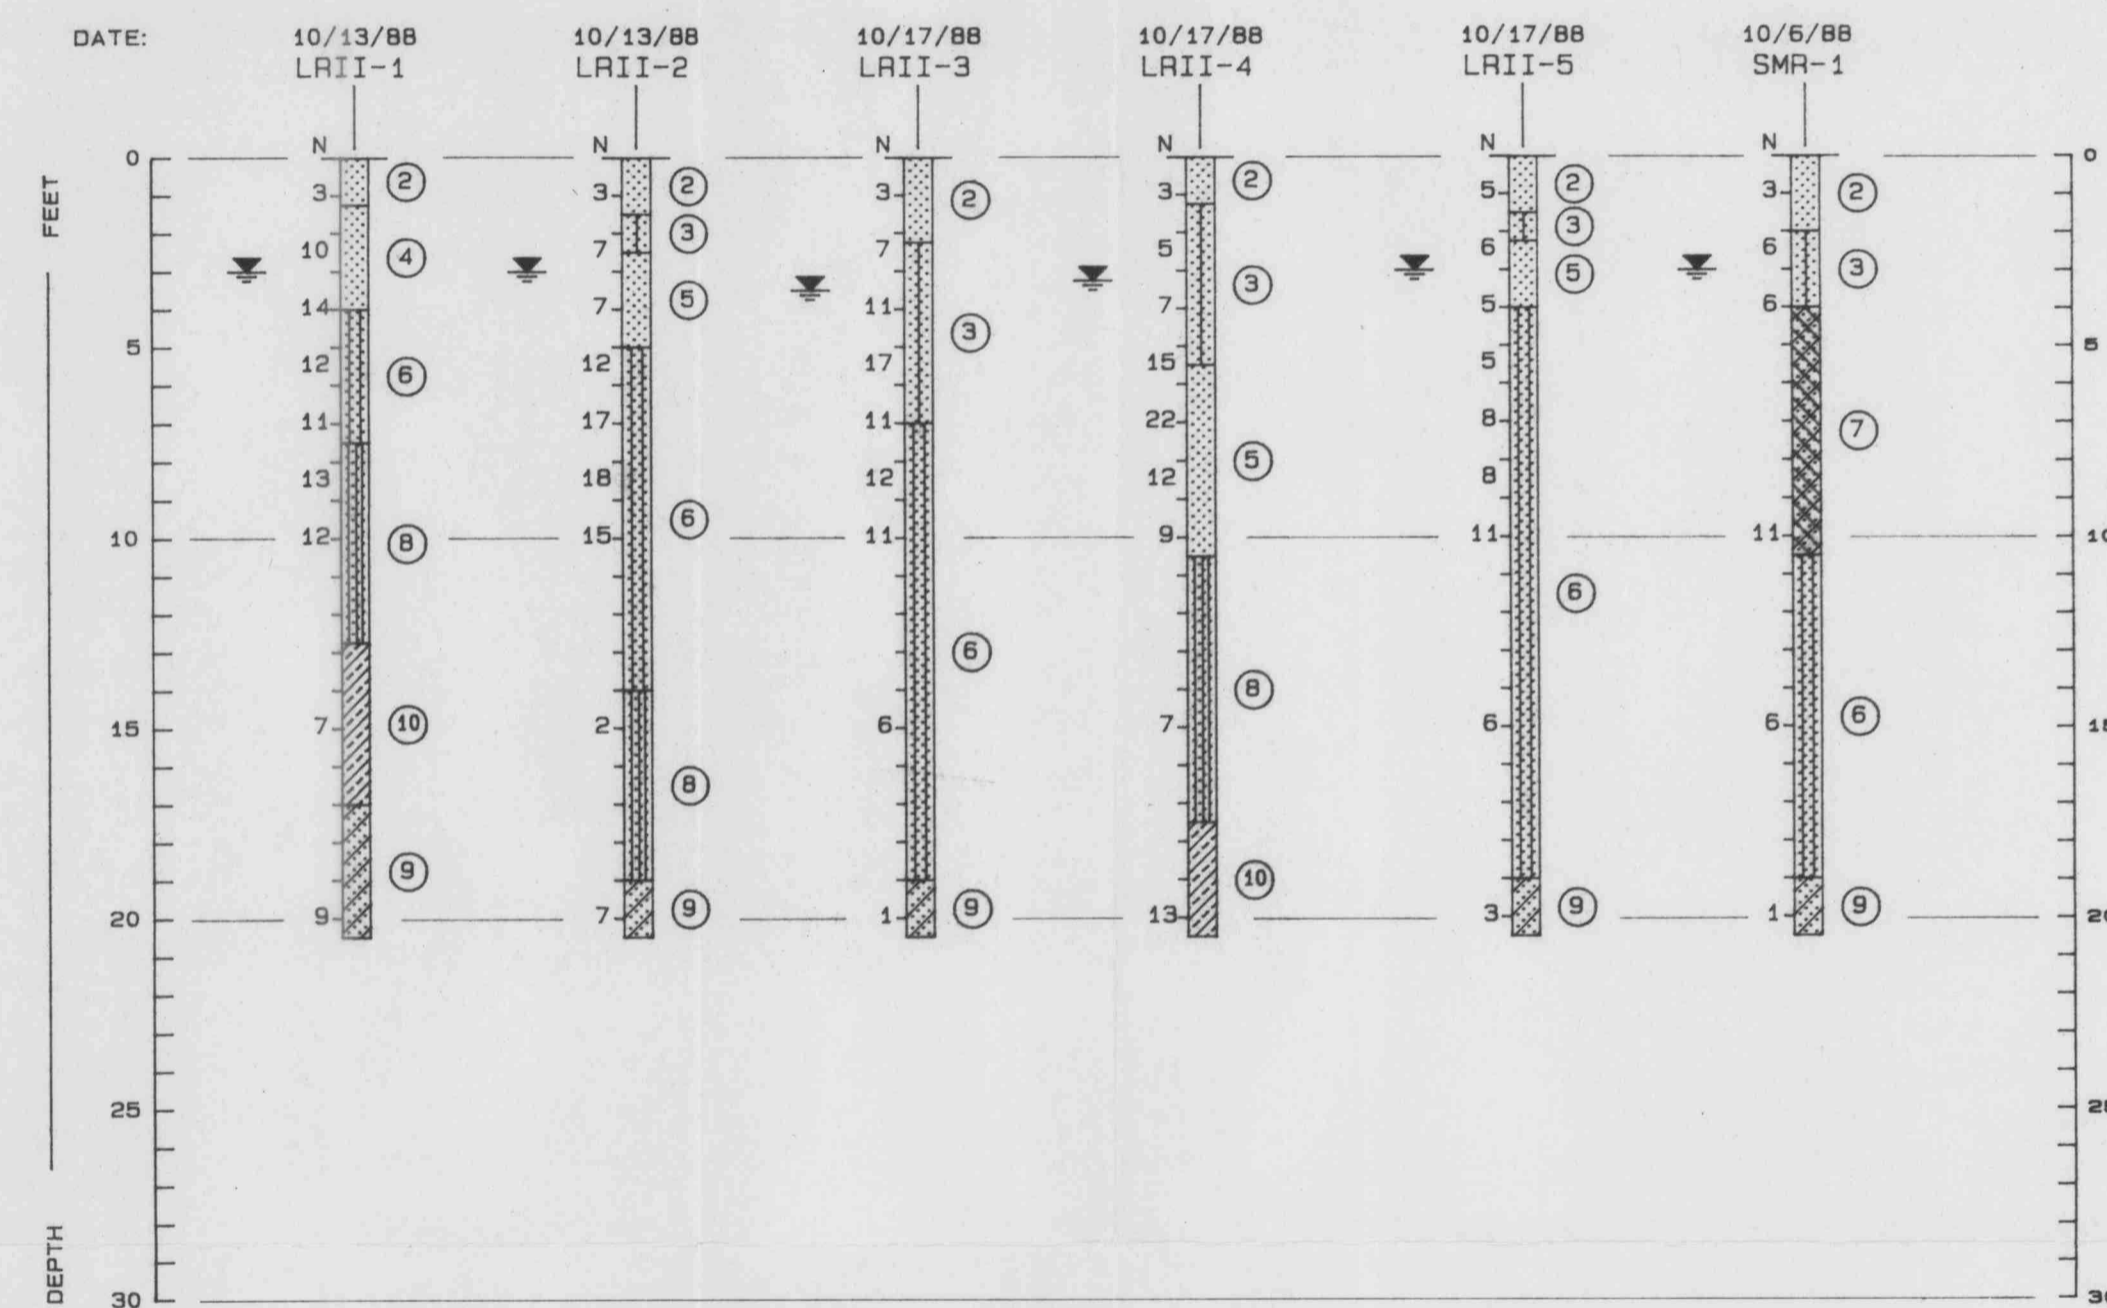 DATE: 10/13/88 10/13/88 10/17/88 10/17/88 10/17/88 10/6/88
LRII-1 LRII-2 LRII-3 LRII-4 LRII-5 SMR-1
N N N N N N
0 0
2 2 2 2 2 2
3 3 3 3 5 3
FEET
3 3
10 4 7 7 5 6 6
3 5 3
14 5 7 11 3 7 5 6
5 5
12 6 12 17 15 5
11 17 11 22 8 7
13 18 12 12 5 8
10 12 8 15 6 11 9 11 11 10
6
6 8
15 7 10 2 6 7 6 6 6 15
8
9 10
20 9 7 9 1 9 13 3 9 1 9 20
25 25
DEPTH
30 30